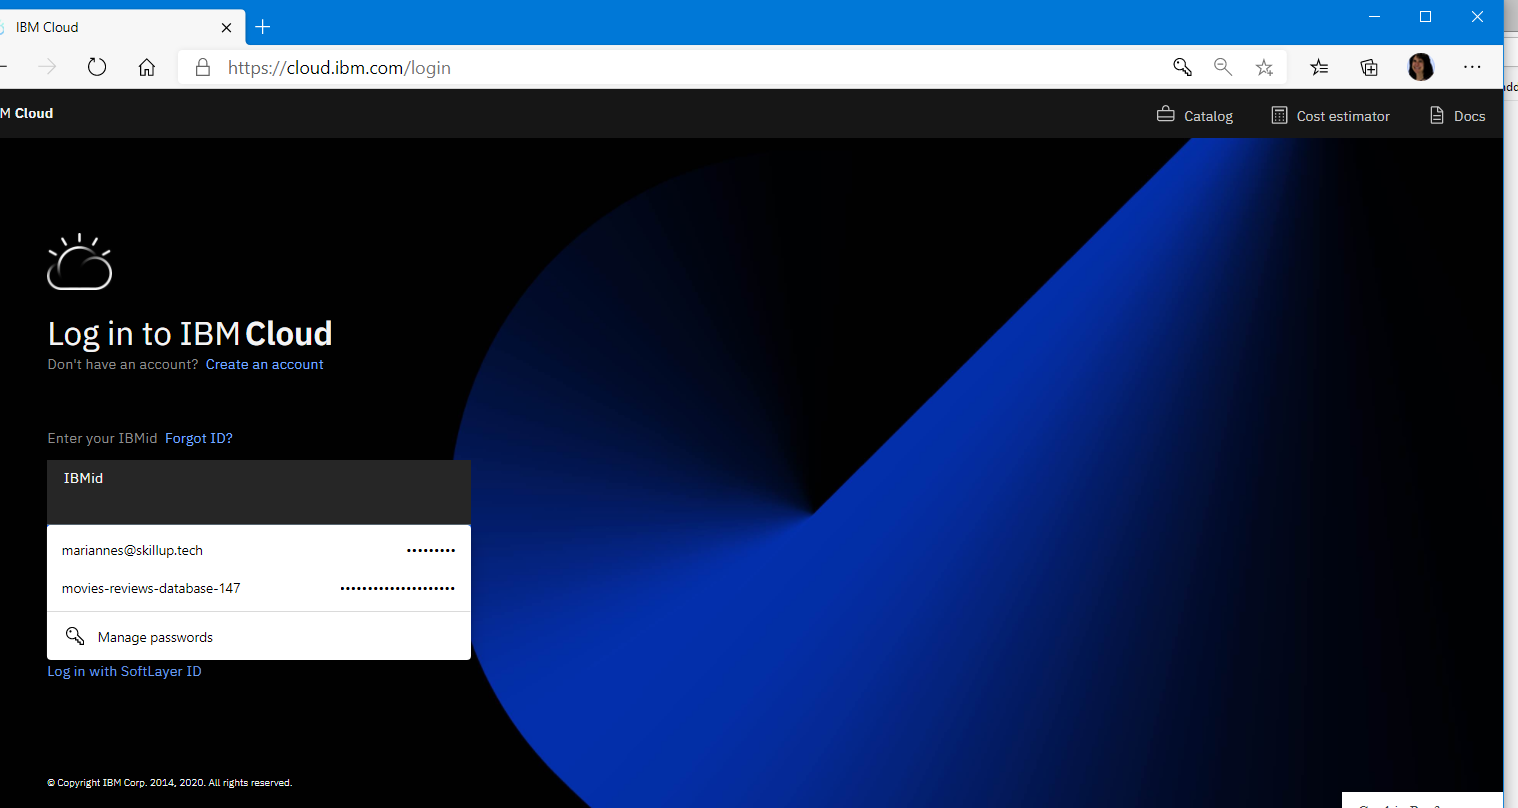 IBM Cloud
https://cloud.ibm.com/login
M Cloud
Catalog
Cost estimator
Docs
Log in to IBM Cloud
Don't have an account? Create an account
Enter your IBMid Forgot ID?
IBMid
mariannes@skillup.tech •••••••••
movies-reviews-database-147 •••••••••••••••••••••
Manage passwords
Log in with SoftLayer ID
© Copyright IBM Corp. 2014, 2020. All rights reserved.